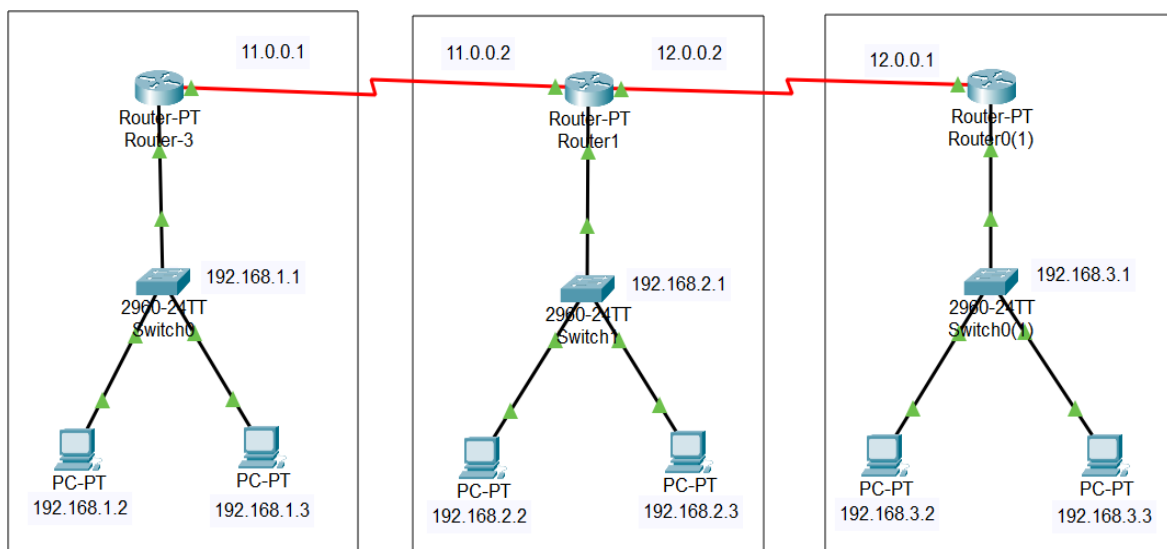 11.0.0.1
Router-PT
Router-3
192.168.1.1
2960-24TT
Switch0
PC-PT
192.168.1.2
PC-PT
192.168.1.3
11.0.0.2
12.0.0.2
Router-PT
Router1
192.168.2.1
2960-24TT
Switch1
PC-PT
192.168.2.2
PC-PT
192.168.2.3
12.0.0.1
Router-PT
Router0(1)
192.168.3.1
2960-24TT
Switch0(1)
PC-PT
192.168.3.2
PC-PT
192.168.3.3